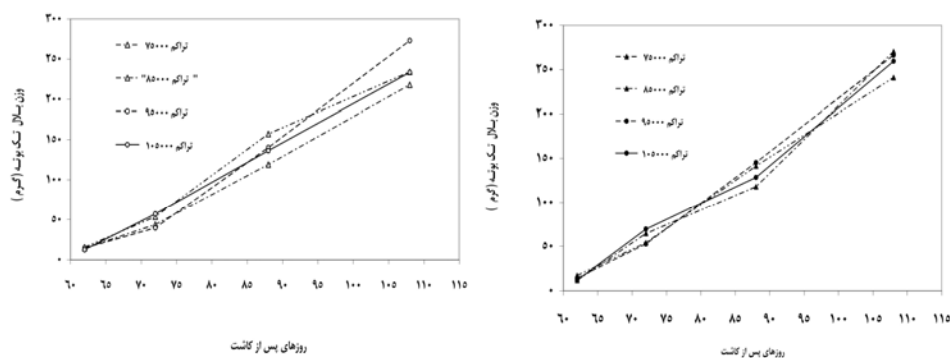 ۳۰۰
۲۵۰
۲۰۰
۱۵۰
۱۰۰
۵۰
۰
وزن بلال تک بوته (گرم)
تراکم ۷۵۰۰۰
تراکم ۸۵۰۰۰"  "
تراکم ۹۵۰۰۰
تراکم ۱۰۵۰۰۰
۶۰ ۶۵ ۷۰ ۷۵ ۸۰ ۸۵ ۹۰ ۹۵ ۱۰۰ ۱۰۵ ۱۱۰ ۱۱۵
روزهای پس از کاشت
۳۰۰
۲۵۰
۲۰۰
۱۵۰
۱۰۰
۵۰
۰
وزن بلال تک بوته (گرم )
تراکم ۷۵۰۰۰
تراکم ۸۵۰۰۰
تراکم ۹۵۰۰۰
تراکم ۱۰۵۰۰۰
۶۰ ۶۵ ۷۰ ۷۵ ۸۰ ۸۵ ۹۰ ۹۵ ۱۰۰ ۱۰۵ ۱۱۰ ۱۱۵
روزهای پس از کاشت